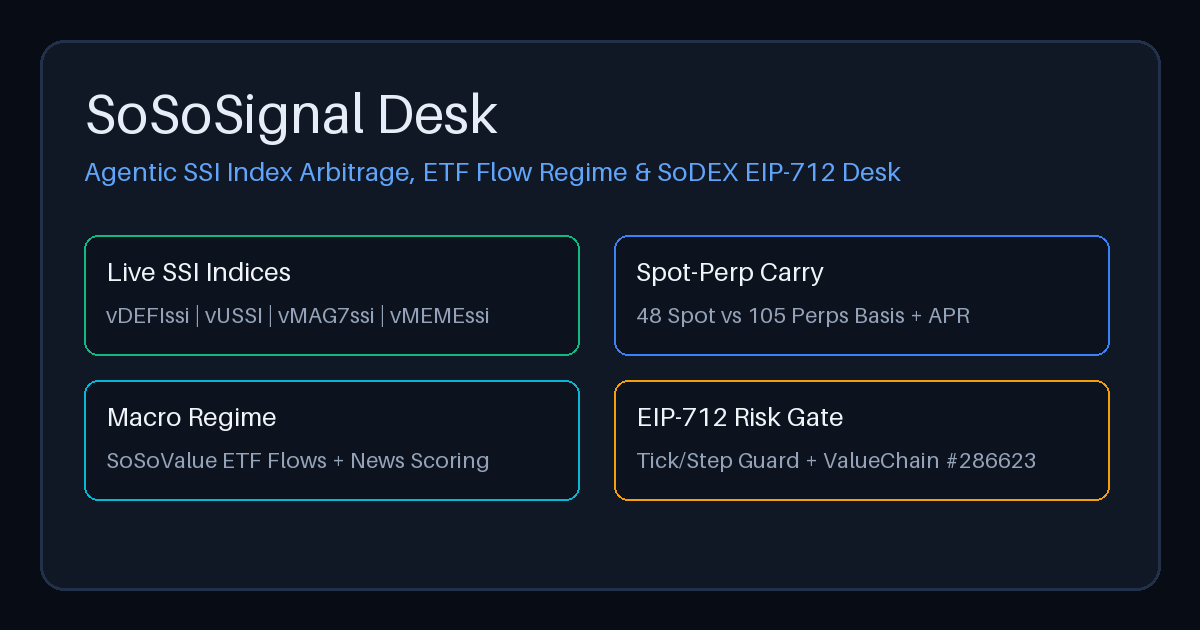 SoSoSignal Desk
Agentic SSI Index Arbitrage, ETF Flow Regime & SoDEX EIP-712 Desk
Live SSI Indices
vDEFIssi | vUSSI | vMAG7ssi | vMEMEssi
Spot-Perp Carry
48 Spot vs 105 Perps Basis + APR
Macro Regime
SoSoValue ETF Flows + News Scoring
EIP-712 Risk Gate
Tick/Step Guard + ValueChain #286623